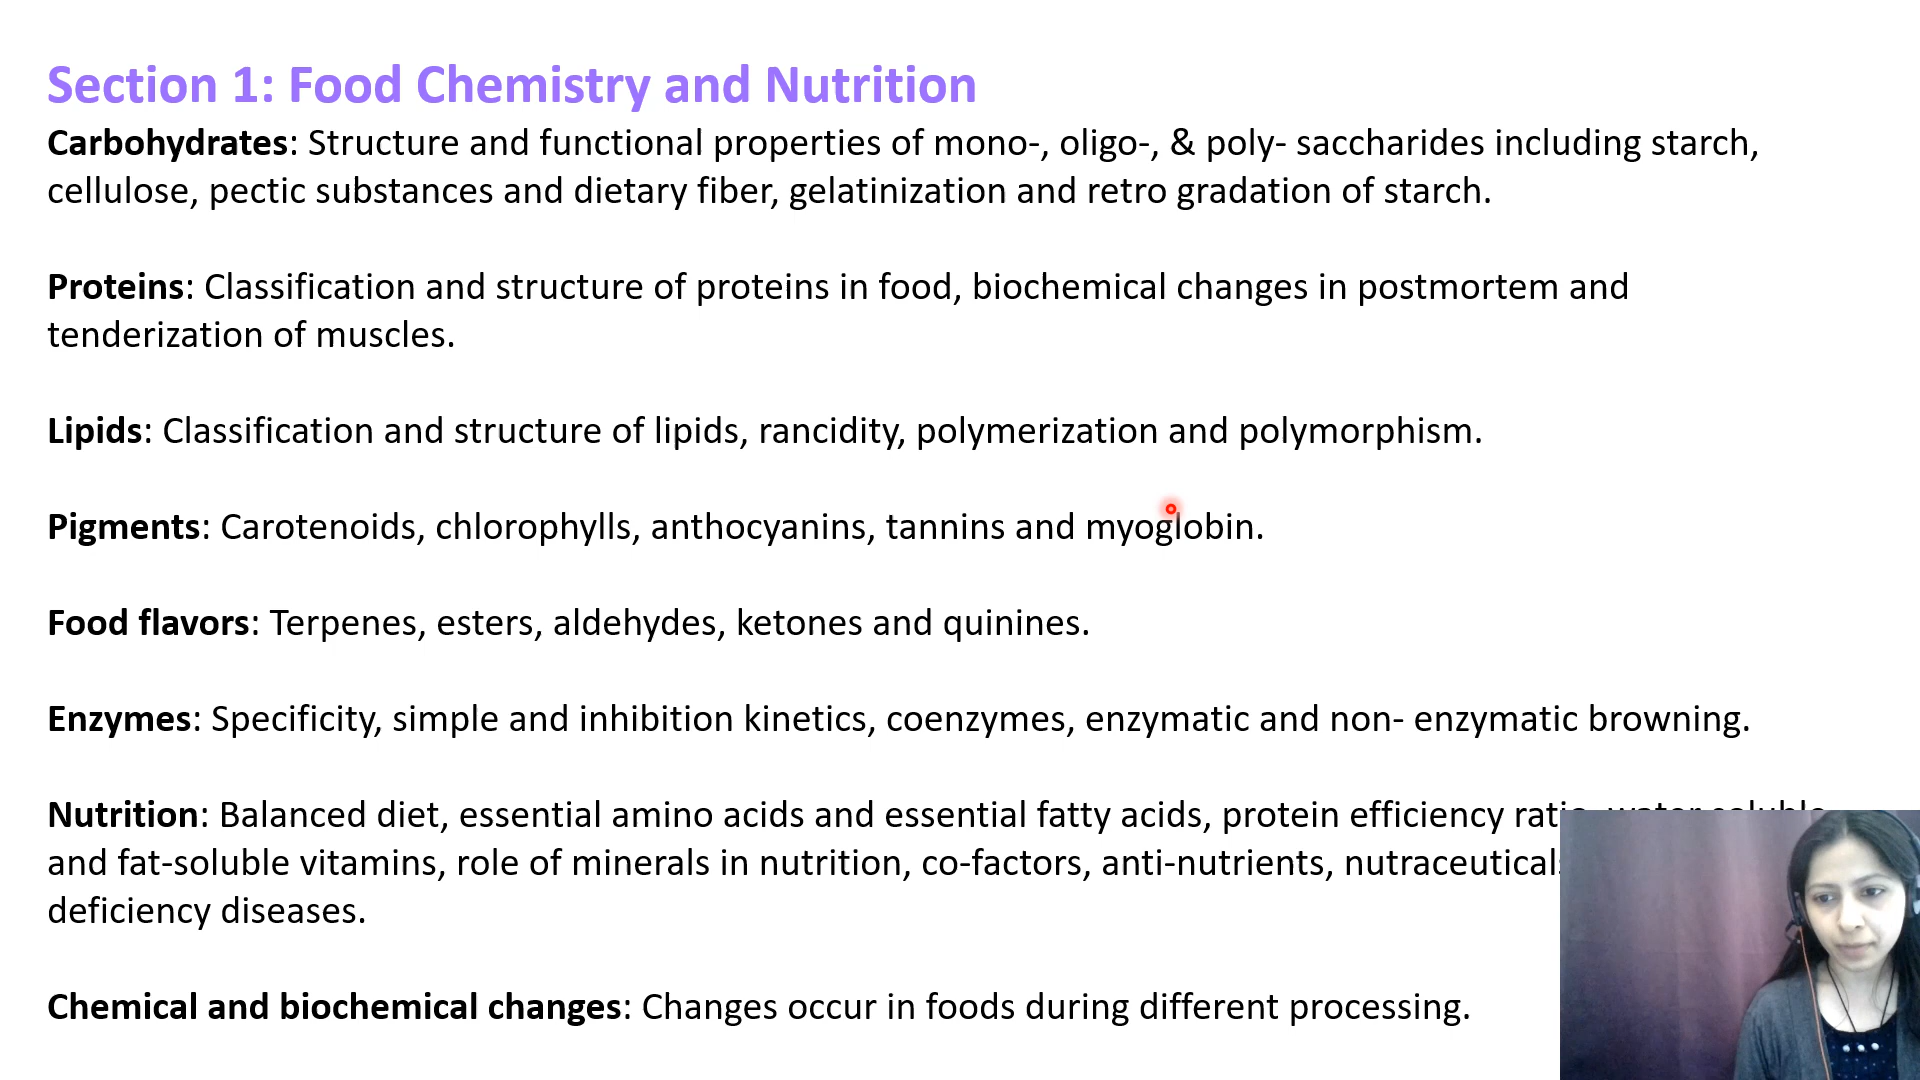 Section 1: Food Chemistry and Nutrition
Carbohydrates: Structure and functional properties of mono-, oligo-, & poly- saccharides including starch,
cellulose, pectic substances and dietary fiber, gelatinization and retro gradation of starch.
Proteins: Classification and structure of proteins in food, biochemical changes in postmortem and
tenderization of muscles.
Lipids: Classification and structure of lipids, rancidity, polymerization and polymorphism.
Pigments: Carotenoids, chlorophylls, anthocyanins, tannins and myoglobin.
Food flavors: Terpenes, esters, aldehydes, ketones and quinines.
Enzymes: Specificity, simple and inhibition kinetics, coenzymes, enzymatic and non- enzymatic browning.
Nutrition: Balanced diet, essential amino acids and essential fatty acids, protein efficiency ratio, water soluble
and fat-soluble vitamins, role of minerals in nutrition, co-factors, anti-nutrients, nutraceuticals
deficiency diseases.
Chemical and biochemical changes: Changes occur in foods during different processing.